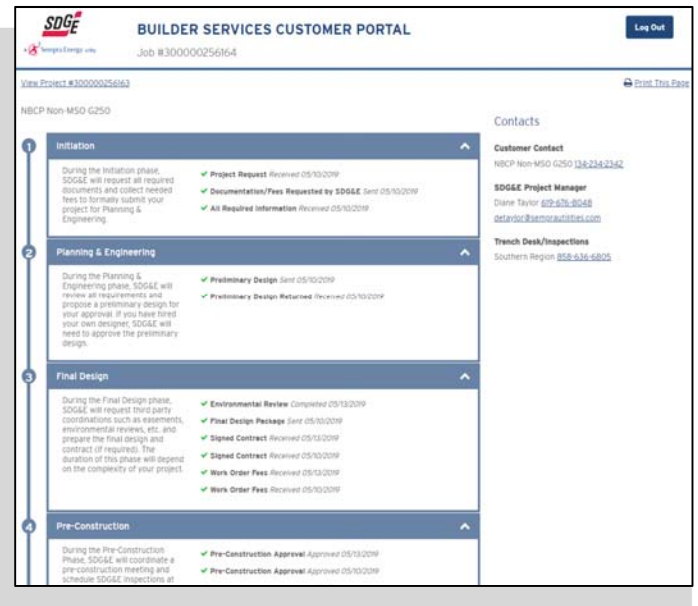 SDGE
A Sempra Energy utility
BUILDER SERVICES CUSTOMER PORTAL
Job #300000256164
Log Out
View Project #300000256163
Print This Page
NBCP Non-MSO G250
1
Initiation
During the Initiation phase,
SDG&E will request all required
documents and collect needed
fees to formally submit your
project for Planning &
Engineering.
Project Request Received 05/10/2019
Documentation/Fees Requested by SDG&E Sent 05/10/2019
All Required Information Received 05/10/2019
2
Planning & Engineering
During the Planning &
Engineering phase, SDG&E will
review all requirements and
propose a preliminary design for
your approval. If you have hired
your own designer, SDG&E will
need to approve the preliminary
design.
Preliminary Design Sent 05/10/2019
Preliminary Design Returned Received 05/10/2019
3
Final Design
During the Final Design phase,
SDG&E will request third party
coordinations such as easements,
environmental reviews, etc. and
prepare the final design and
contract (if required). The
duration of this phase will depend
on the complexity of your project.
Environmental Review Completed 05/13/2019
Final Design Package Sent 05/10/2019
Signed Contract Received 05/13/2019
Signed Contract Received 05/10/2019
Work Order Fees Received 05/13/2019
Work Order Fees Received 05/10/2019
4
Pre-Construction
During the Pre-Construction
Phase, SDG&E will coordinate a
pre-construction meeting and
schedule SDG&E Inspections at
Pre-Construction Approval Approved 05/13/2019
Pre-Construction Approval Approved 05/10/2019
Contacts
Customer Contact
NBCP Non-MSO G250 134-234-2342
SDG&E Project Manager
Diane Taylor 619-676-8048
detaylor@semprautilities.com
Trench Desk/Inspections
Southern Region 858-636-6805